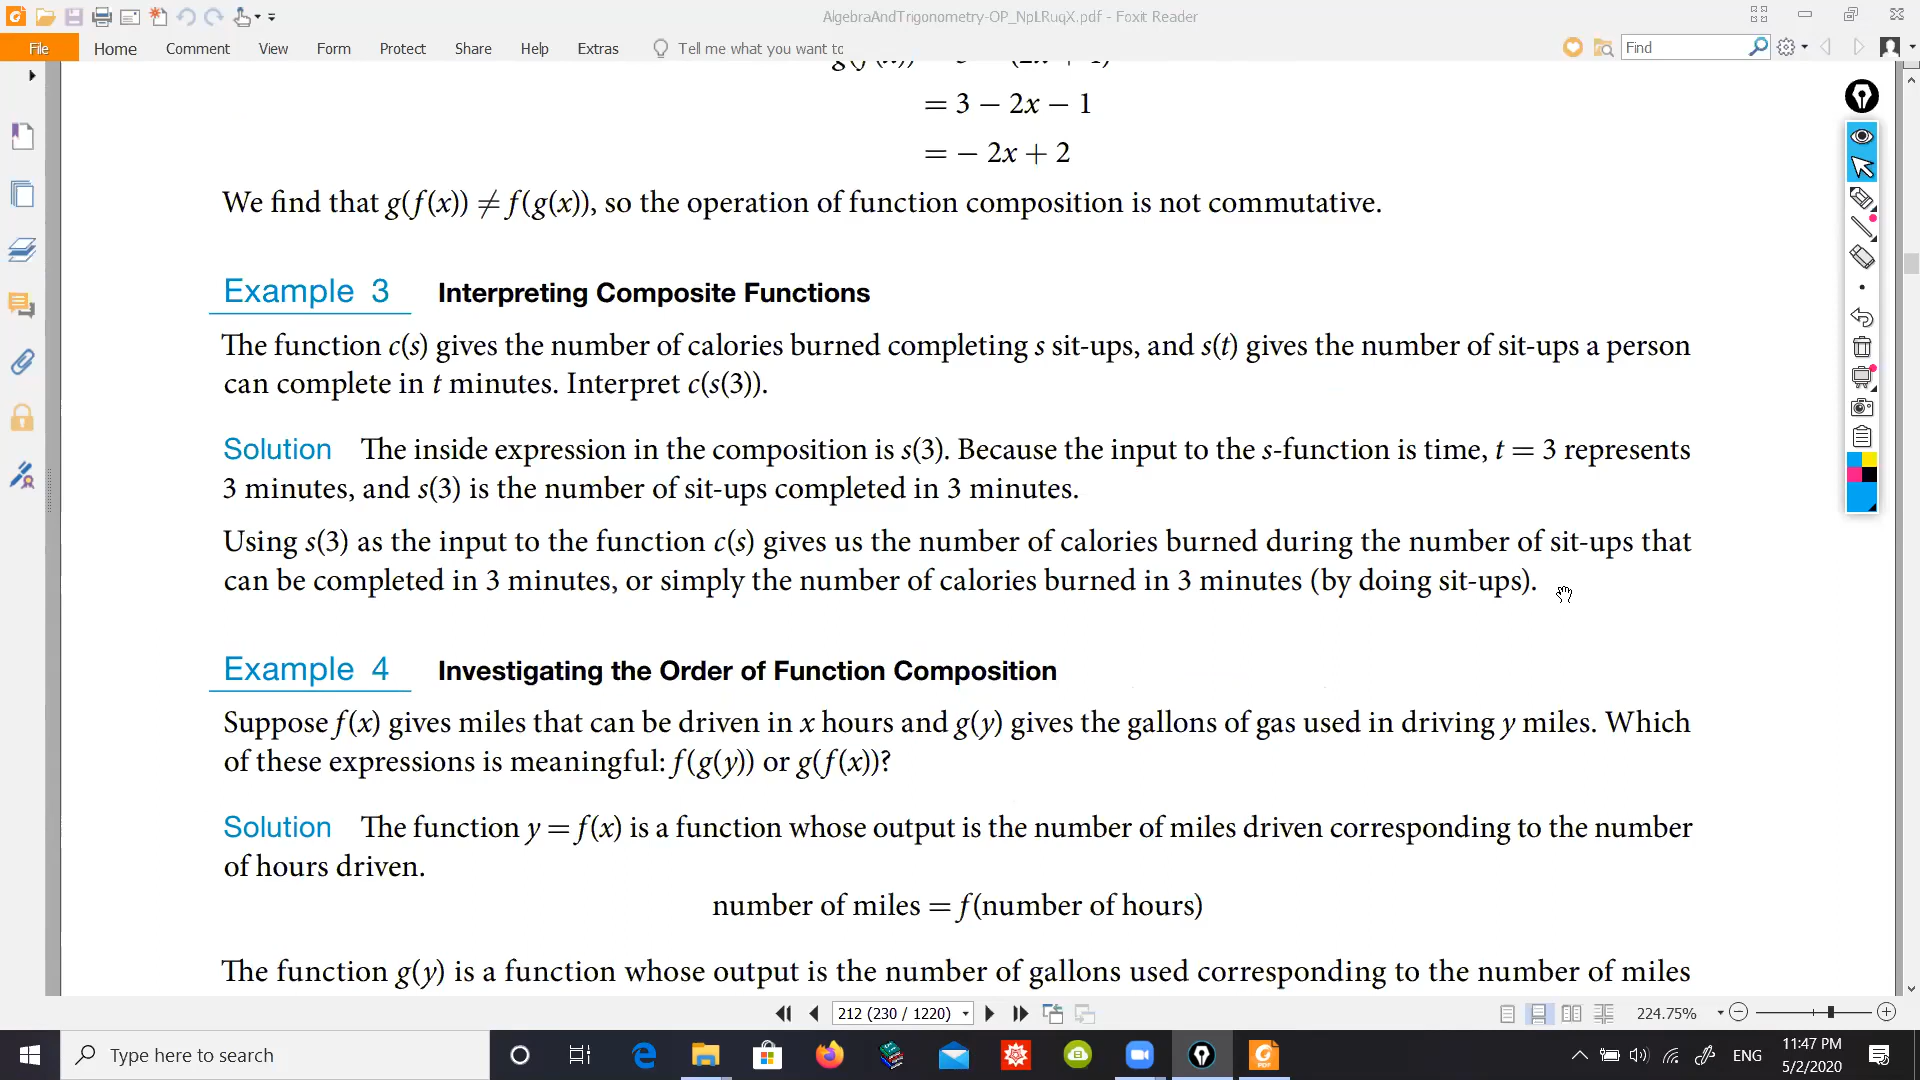 AlgebraAndTrigonometry-OP_NpLRuqX.pdf - Foxit Reader
File Home Comment View Form Protect Share Help Extras Tell me what you want to Find
= 3 − 2x − 1
= − 2x + 2
We find that g(f(x)) ≠ f(g(x)), so the operation of function composition is not commutative.
Example 3 Interpreting Composite Functions
The function c(s) gives the number of calories burned completing s sit-ups, and s(t) gives the number of sit-ups a person
can complete in t minutes. Interpret c(s(3)).
Solution The inside expression in the composition is s(3). Because the input to the s-function is time, t = 3 represents
3 minutes, and s(3) is the number of sit-ups completed in 3 minutes.
Using s(3) as the input to the function c(s) gives us the number of calories burned during the number of sit-ups that
can be completed in 3 minutes, or simply the number of calories burned in 3 minutes (by doing sit-ups).
Example 4 Investigating the Order of Function Composition
Suppose f(x) gives miles that can be driven in x hours and g(y) gives the gallons of gas used in driving y miles. Which
of these expressions is meaningful: f(g(y)) or g(f(x))?
Solution The function y = f(x) is a function whose output is the number of miles driven corresponding to the number
of hours driven.
number of miles = f(number of hours)
The function g(y) is a function whose output is the number of gallons used corresponding to the number of miles
212 (230 / 1220) 224.75%
Type here to search ENG 11:47 PM
5/2/2020